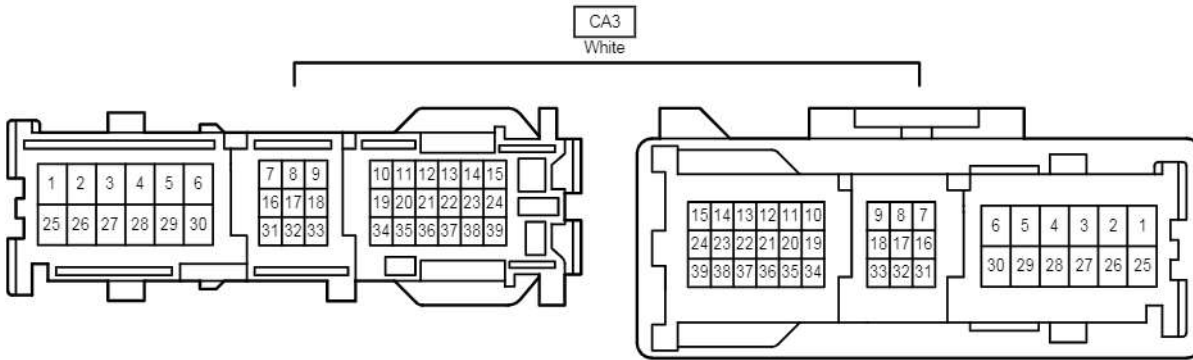 CA3
White
1 2 3 4 5 6
25 26 27 28 29 30
7 8 9
16 17 18
31 32 33
10 11 12 13 14 15
19 20 21 22 23 24
34 35 36 37 38 39
15 14 13 12 11 10
24 23 22 21 20 19
39 38 37 36 35 34
9 8 7
18 17 16
33 32 31
6 5 4 3 2 1
30 29 28 27 26 25